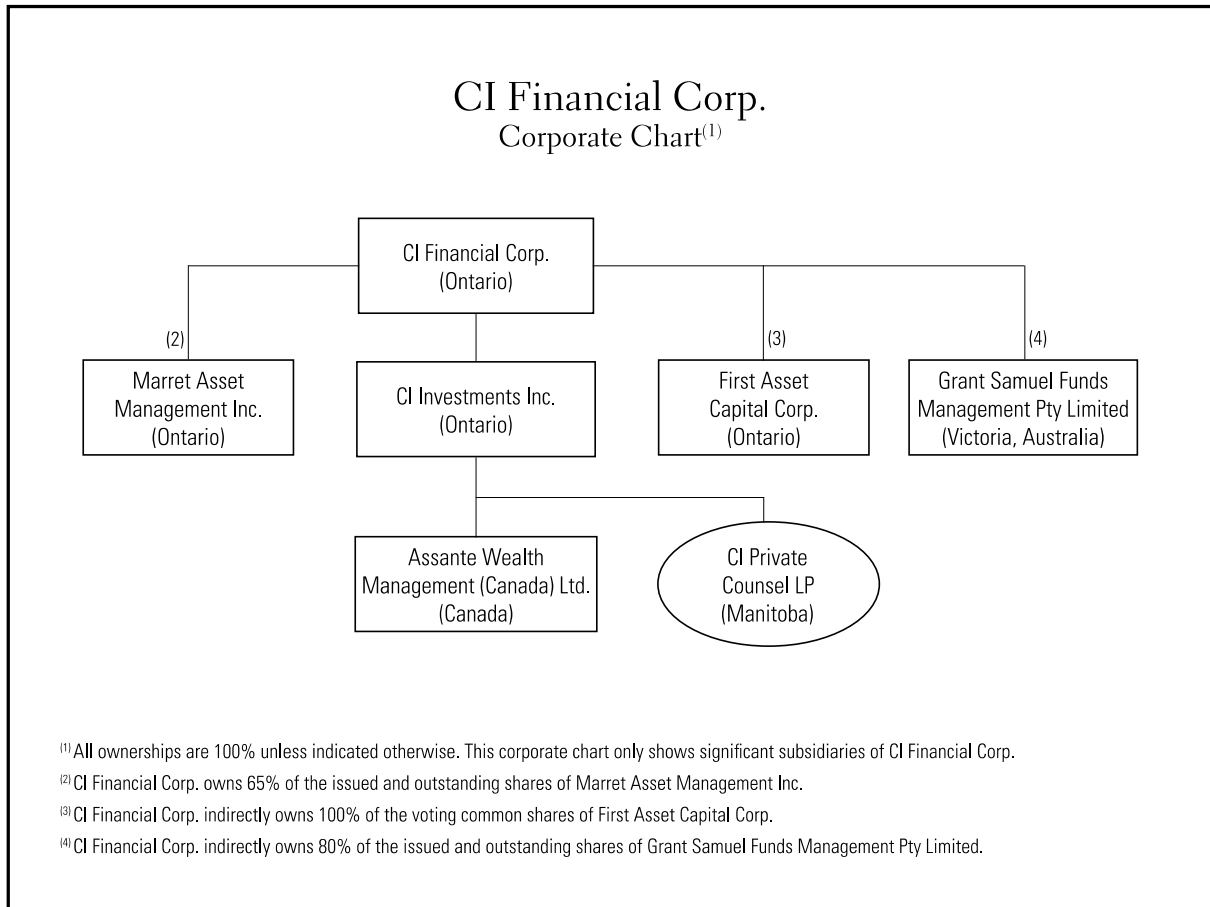 CI Financial Corp.
Corporate Chart(1)
CI Financial Corp.
(Ontario)
(2)
(3)
(4)
Marret Asset
Management Inc.
(Ontario)
CI Investments Inc.
(Ontario)
First Asset
Capital Corp.
(Ontario)
Grant Samuel Funds
Management Pty Limited
(Victoria, Australia)
Assante Wealth
Management (Canada) Ltd.
(Canada)
CI Private
Counsel LP
(Manitoba)
(1) All ownerships are 100% unless indicated otherwise. This corporate chart only shows significant subsidiaries of CI Financial Corp.
(2) CI Financial Corp. owns 65% of the issued and outstanding shares of Marret Asset Management Inc.
(3) CI Financial Corp. indirectly owns 100% of the voting common shares of First Asset Capital Corp.
(4) CI Financial Corp. indirectly owns 80% of the issued and outstanding shares of Grant Samuel Funds Management Pty Limited.